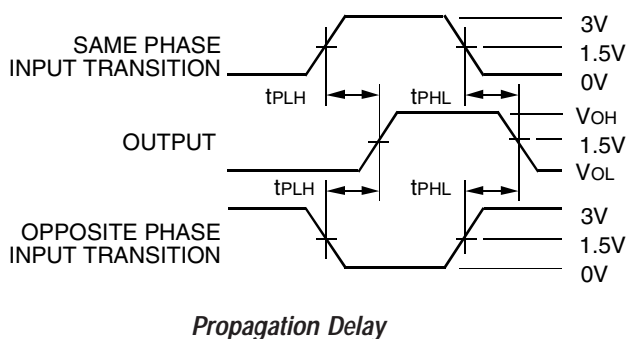 3V
SAME PHASE
INPUT TRANSITION
1.5V
0V
tPLH
tPHL
VOH
OUTPUT
1.5V
VOL
tPLH
tPHL
3V
OPPOSITE PHASE
INPUT TRANSITION
1.5V
0V
Propagation Delay